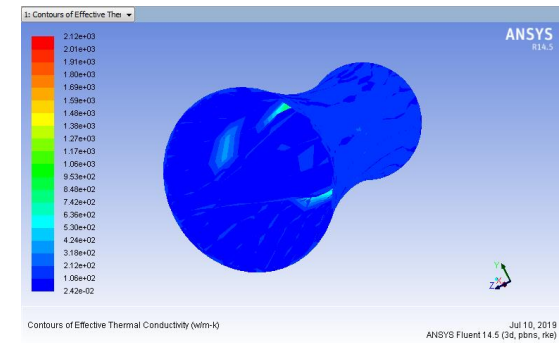 1: Contours of Effective Ther
ANSYS
R14.5
2.12e+03
2.01e+03
1.91e+03
1.80e+03
1.69e+03
1.59e+03
1.48e+03
1.38e+03
1.27e+03
1.17e+03
1.06e+03
9.53e+02
8.48e+02
7.42e+02
6.36e+02
5.30e+02
4.24e+02
3.18e+02
2.12e+02
1.06e+02
2.42e-02
Y
X
Z
Contours of Effective Thermal Conductivity (w/m-k)
Jul 10, 2019
ANSYS Fluent 14.5 (3d, pbns, rke)